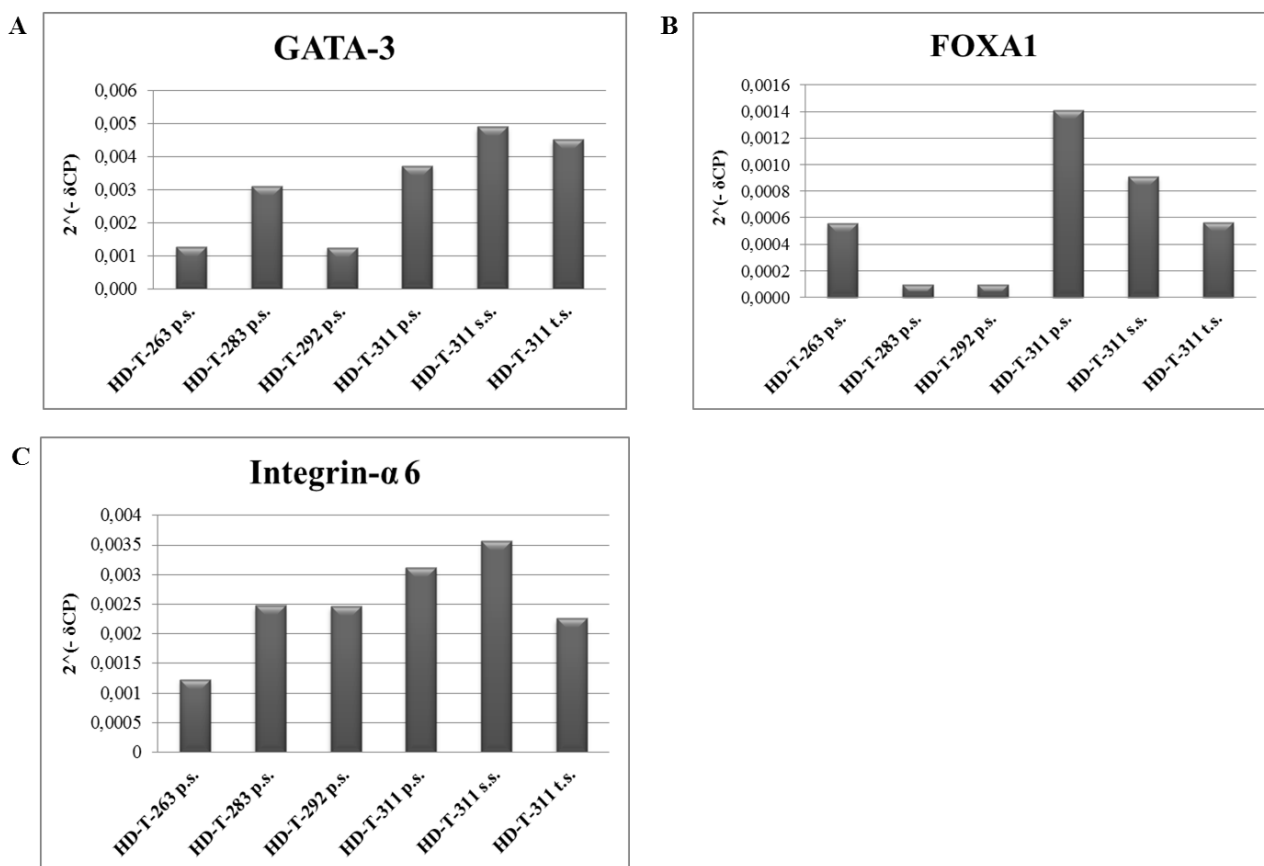 A
GATA-3
2^(- δCP)
0,006
0,005
0,004
0,003
0,002
0,001
0,000
HD-T-263 p.s.
HD-T-283 p.s.
HD-T-292 p.s.
HD-T-311 p.s.
HD-T-311 s.s.
HD-T-311 t.s.
B
FOXA1
2^(- δCP)
0,0016
0,0014
0,0012
0,0010
0,0008
0,0006
0,0004
0,0002
0,0000
HD-T-263 p.s.
HD-T-283 p.s.
HD-T-292 p.s.
HD-T-311 p.s.
HD-T-311 s.s.
HD-T-311 t.s.
C
Integrin-α 6
2^(- δCP)
0,004
0,0035
0,003
0,0025
0,002
0,0015
0,001
0,0005
0
HD-T-263 p.s.
HD-T-283 p.s.
HD-T-292 p.s.
HD-T-311 p.s.
HD-T-311 s.s.
HD-T-311 t.s.